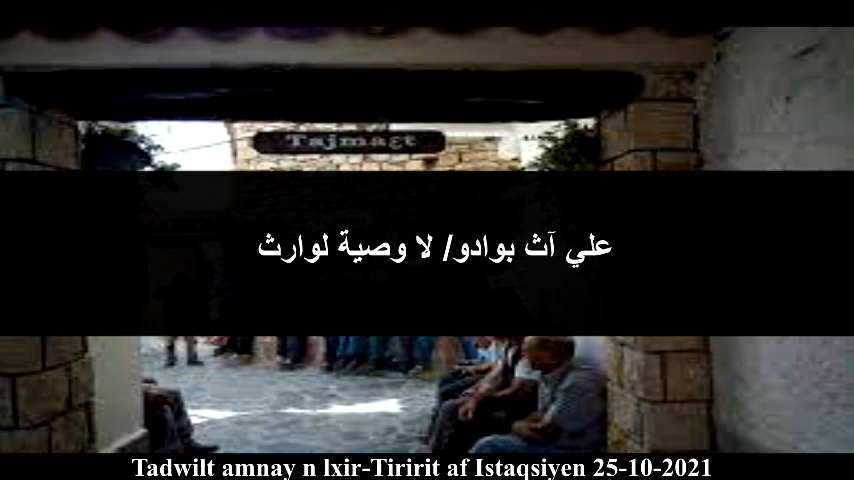 Tajmaɛt
علي آث بوادو/ لا وصية لوارث
Tadwilt amnay n lxir-Tiririt af Istaqsiyen 25-10-2021